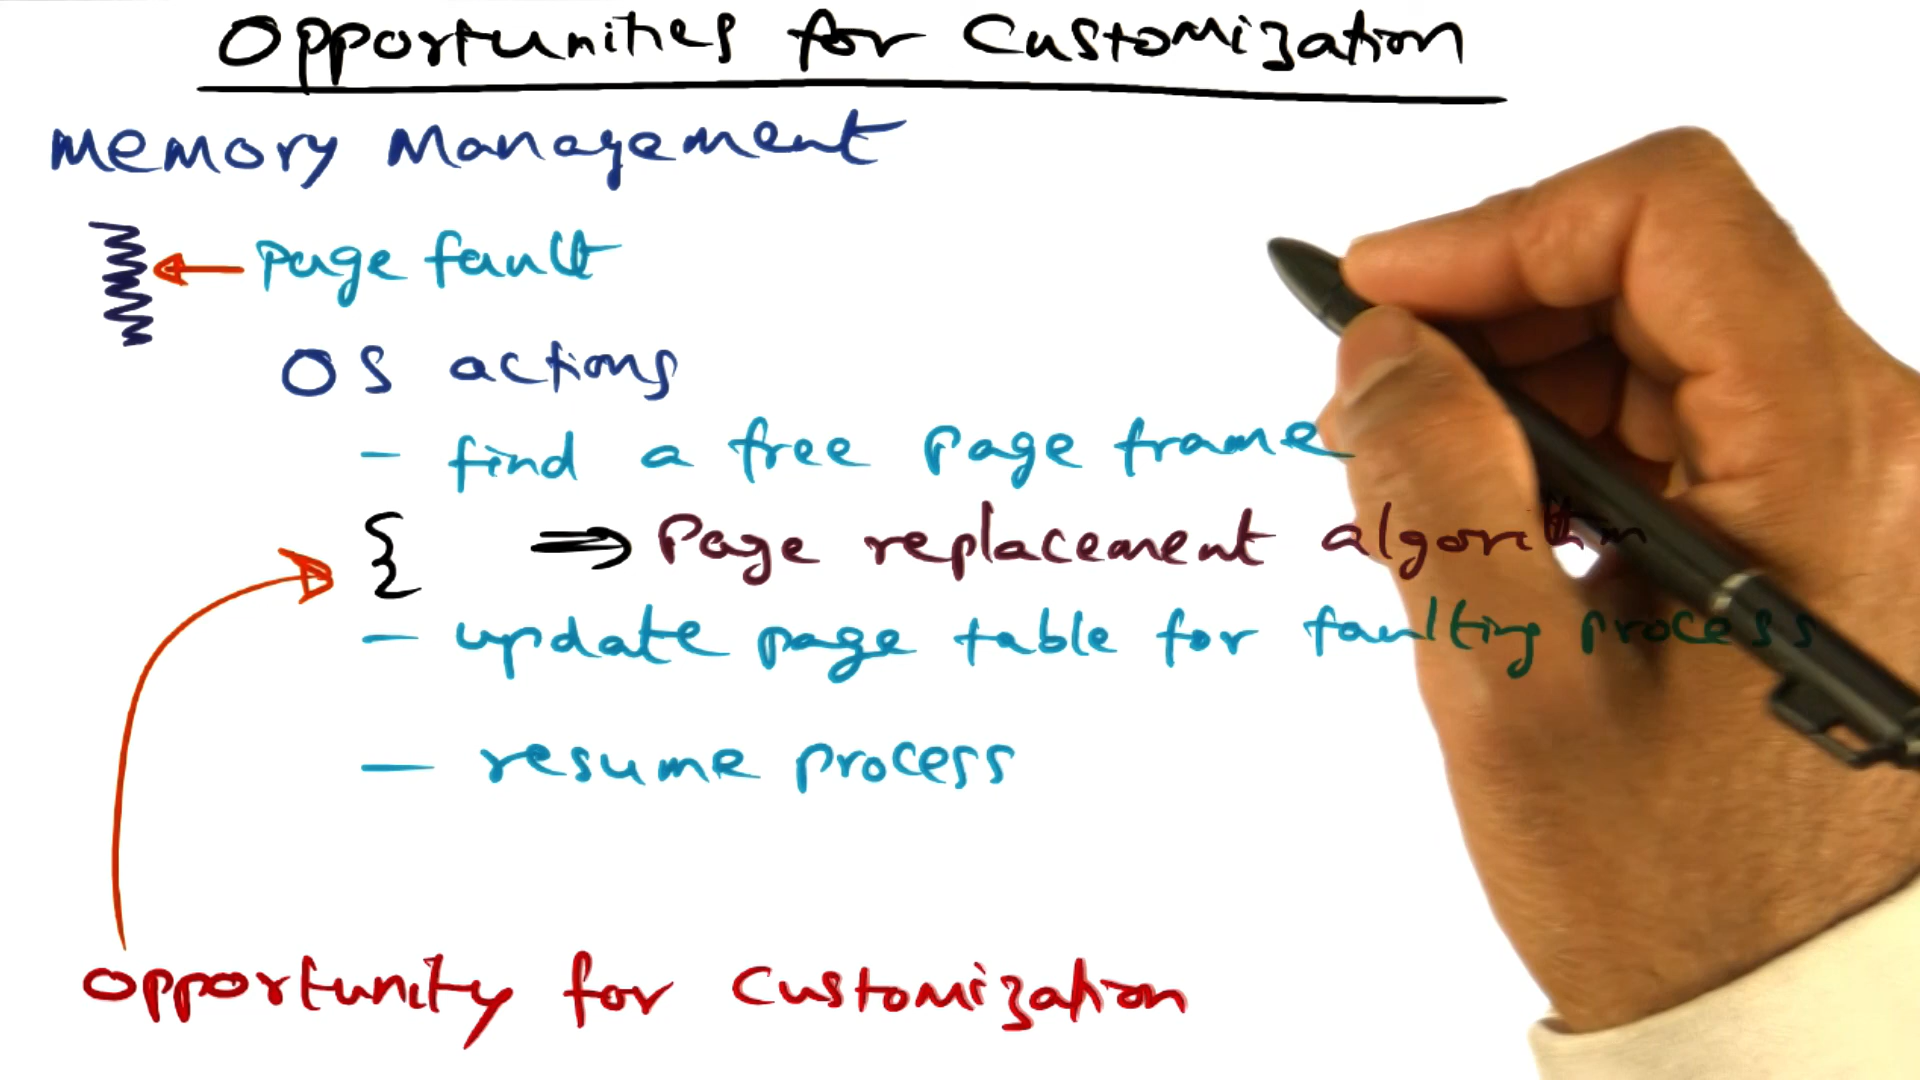 Opportunities for Customization
Memory Management
page fault
OS actions
- find a free page frame
⇒ Page replacement algorithm
- update page table for faulting process
- resume process
Opportunity for Customization